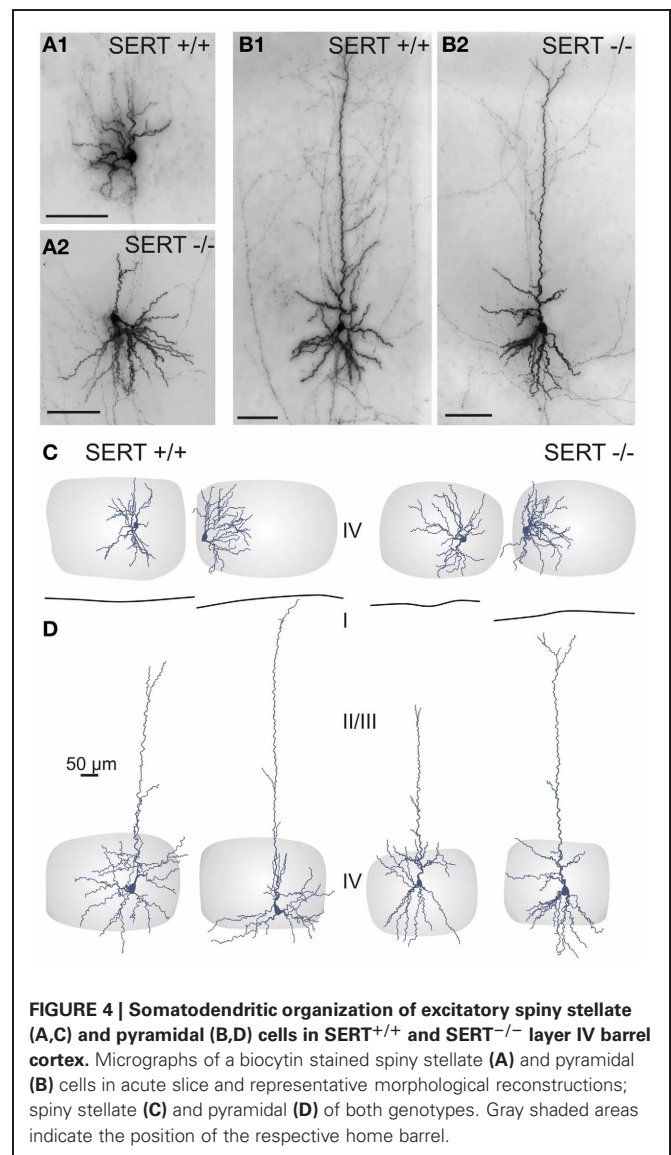 A1 SERT +/+
B1 SERT +/+
B2 SERT -/-
A2 SERT -/-
C SERT +/+ SERT -/-
IV
I
D
II/III
50 µm
IV
FIGURE 4 | Somatodendritic organization of excitatory spiny stellate
(A,C) and pyramidal (B,D) cells in SERT+/+ and SERT−/− layer IV barrel
cortex. Micrographs of a biocytin stained spiny stellate (A) and pyramidal
(B) cells in acute slice and representative morphological reconstructions;
spiny stellate (C) and pyramidal (D) of both genotypes. Gray shaded areas
indicate the position of the respective home barrel.